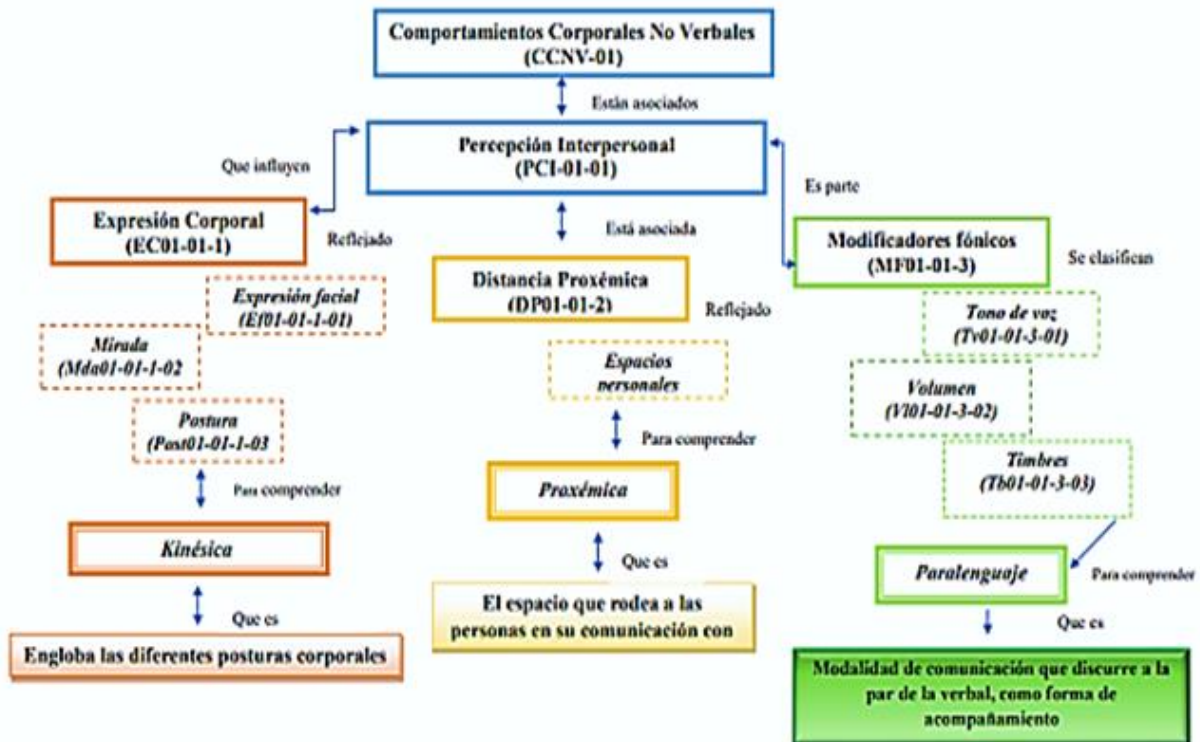 Comportamientos Corporales No Verbales
(CCNV-01)
Están asociados
Percepción Interpersonal
(PCI-01-01)
Que influyen
Es parte
Está asociada
Expresión Corporal
(EC01-01-1)
Reflejado
Expresión facial
(Ef01-01-1-01)
Mirada
(Mda01-01-1-02
Postura
(Post01-01-1-03
Para comprender
Kinésica
Que es
Engloba las diferentes posturas corporales
Distancia Proxémica
(DP01-01-2)
Reflejado
Espacios
personales
Para comprender
Proxémica
Que es
El espacio que rodea a las
personas en su comunicación con
Modificadores fónicos
(MF01-01-3)
Se clasifican
Tono de voz
(Tv01-01-3-01)
Volumen
(Vl01-01-3-02)
Timbres
(Tb01-01-3-03)
Para comprender
Paralenguaje
Que es
Modalidad de comunicación que discurre a la
par de la verbal, como forma de
acompañamiento